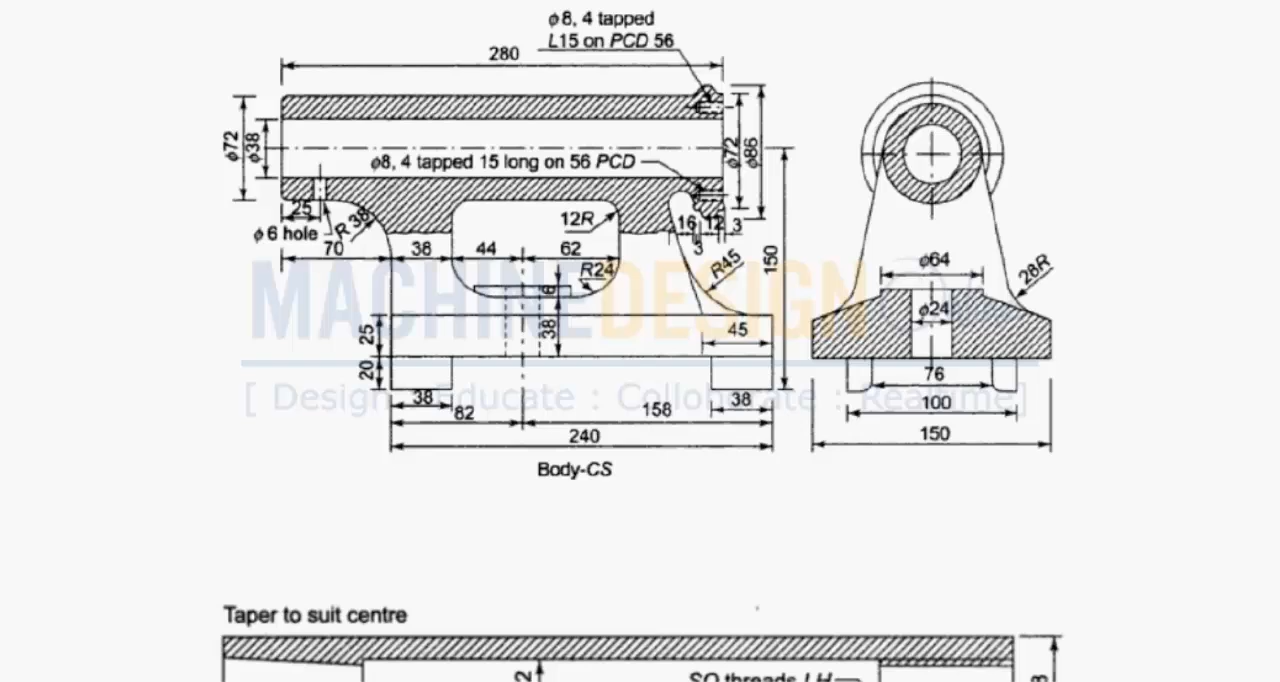 ϕ8, 4 tapped
L15 on PCD 56
280
ϕ72
ϕ38
ϕ8, 4 tapped 15 long on 56 PCD
ϕ72
ϕ86
25
ϕ6 hole
R 38
12R
16 12 3
3
70 38 44 62
R24
R45
150
6
MACHINEDESIGN
25
38
45
20
38
38
82
158
240
Body-CS
ϕ64
28R
ϕ24
76
100
150
[ Design : Educate : Colloborate : Realtime]
Taper to suit centre
SQ threads LH